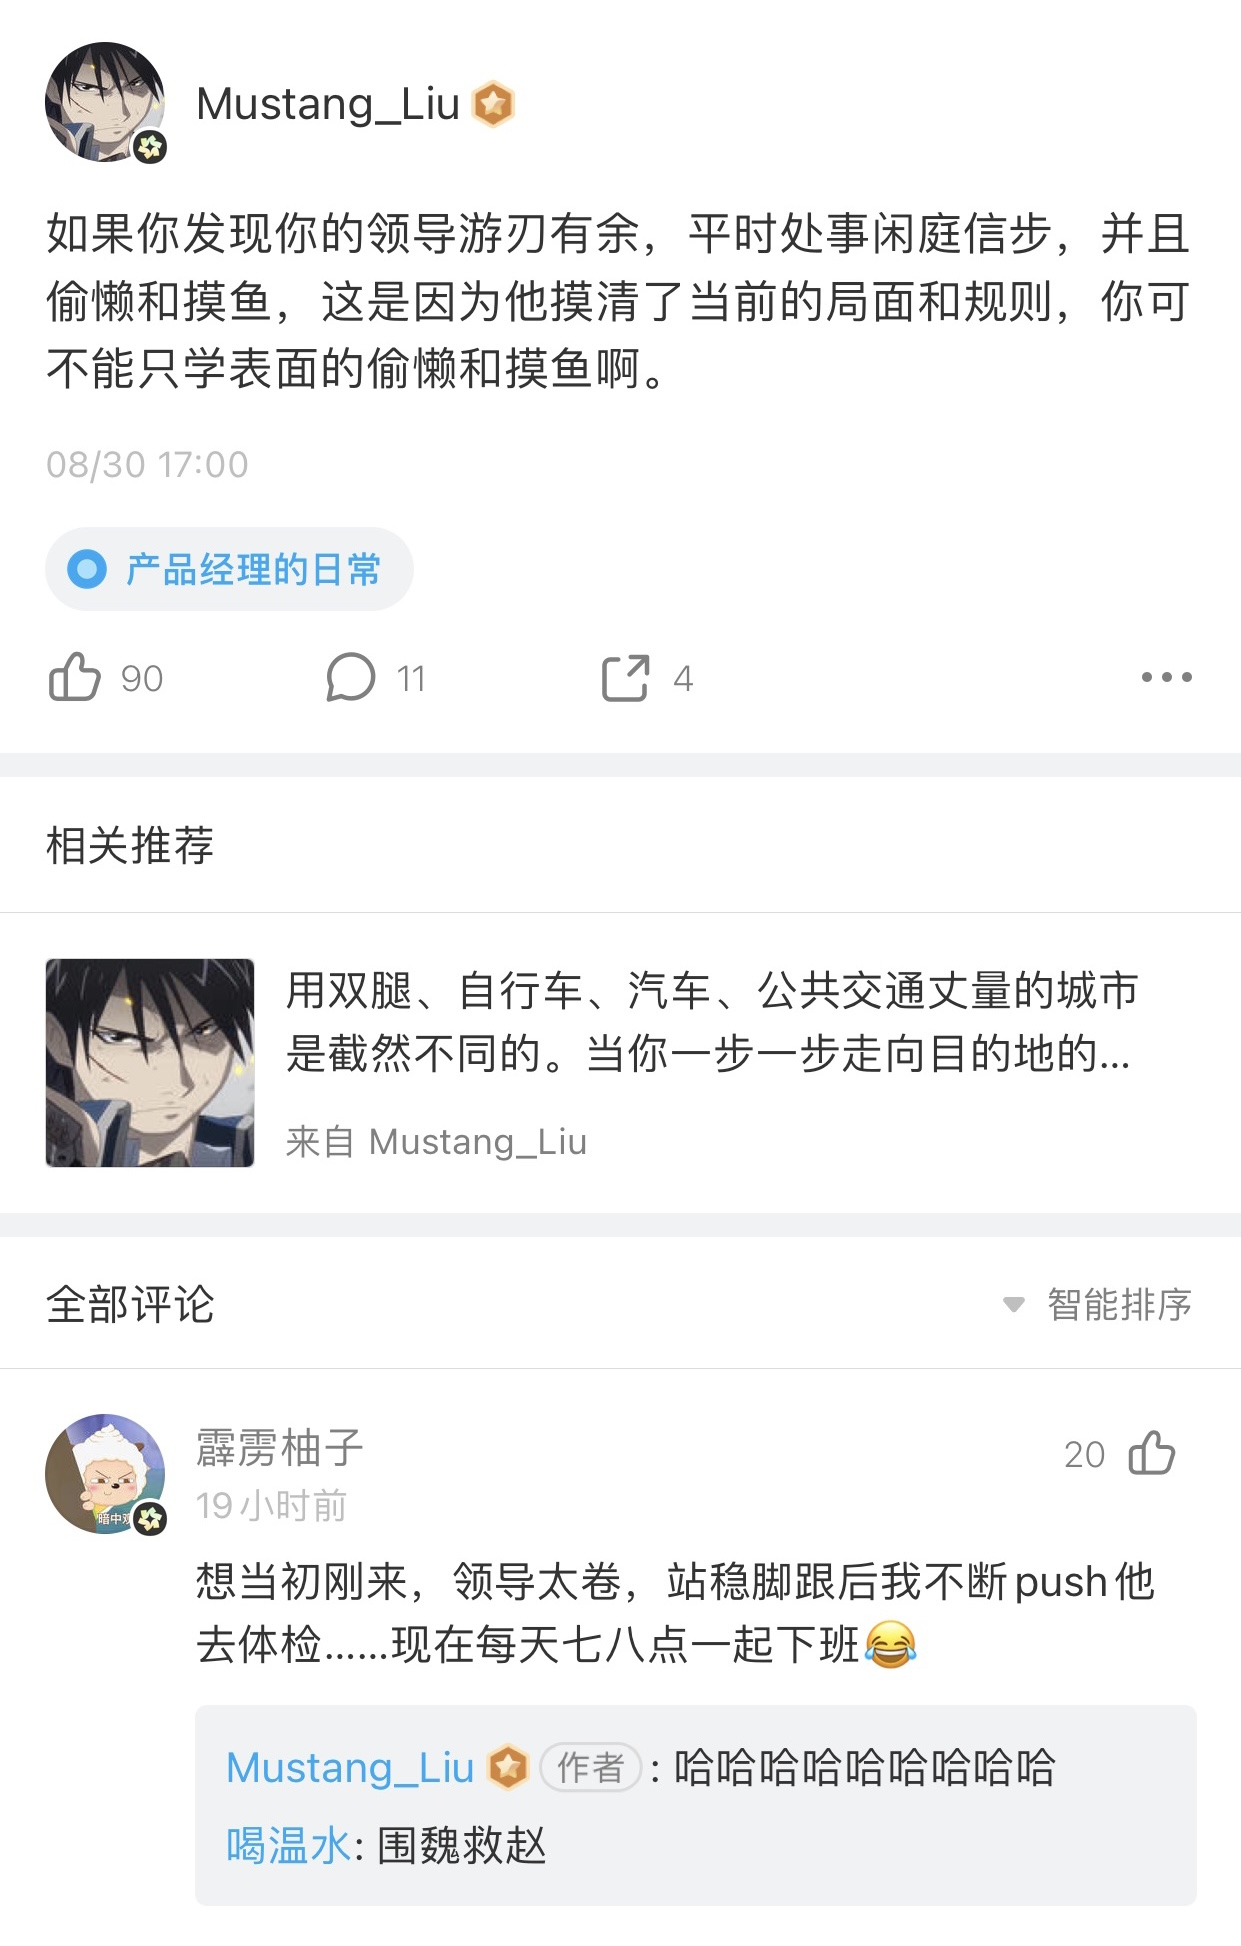 Mustang_Liu
如果你发现你的领导游刃有余，平时处事闲庭信步，并且
偷懒和摸鱼，这是因为他摸清了当前的局面和规则，你可
不能只学表面的偷懒和摸鱼啊。
08/30 17:00
产品经理的日常
90
11
4
相关推荐
用双腿、自行车、汽车、公共交通丈量的城市
是截然不同的。当你一步一步走向目的地的...
来自 Mustang_Liu
全部评论
智能排序
霹雳柚子
20
19小时前
暗中观
想当初刚来，领导太卷，站稳脚跟后我不断push他
去体检......现在每天七八点一起下班😂
Mustang_Liu 作者：哈哈哈哈哈哈哈哈哈
喝温水: 围魏救赵